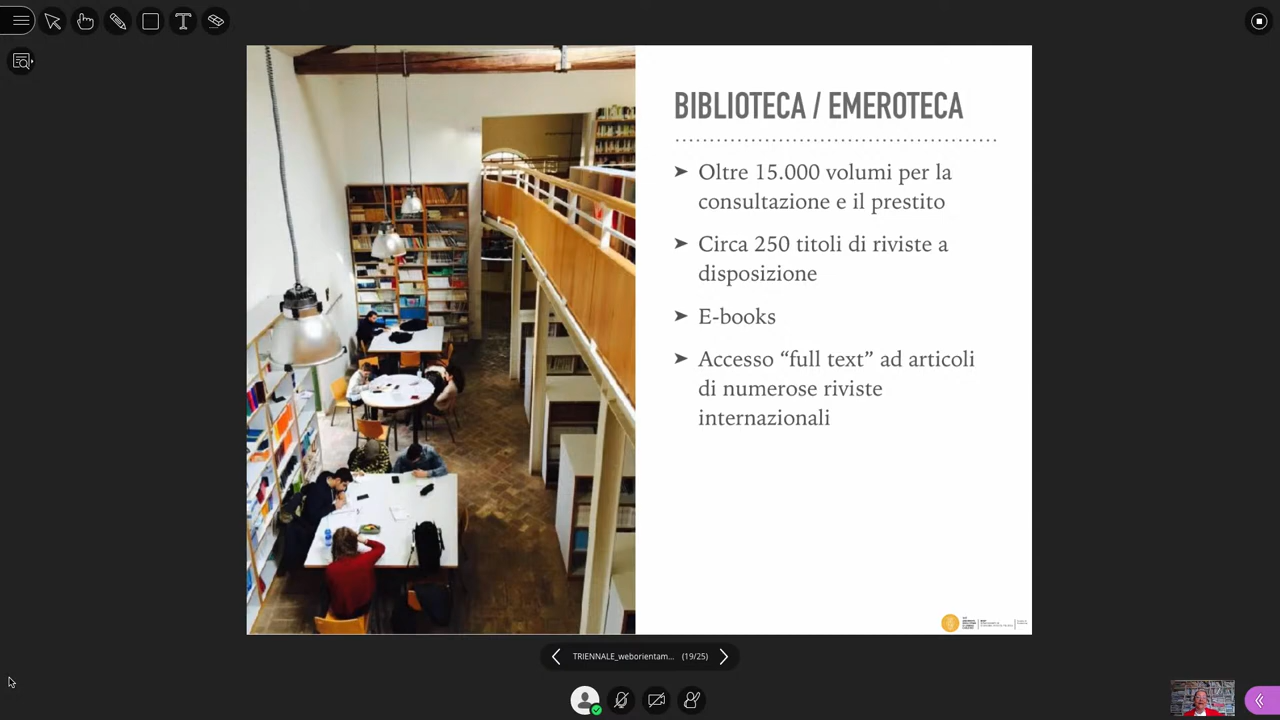 BIBLIOTECA / EMEROTECA
➤ Oltre 15.000 volumi per la
consultazione e il prestito
➤ Circa 250 titoli di riviste a
disposizione
➤ E-books
➤ Accesso “full text” ad articoli
di numerose riviste
internazionali
TRIENNALE_weborientam... (19/25)